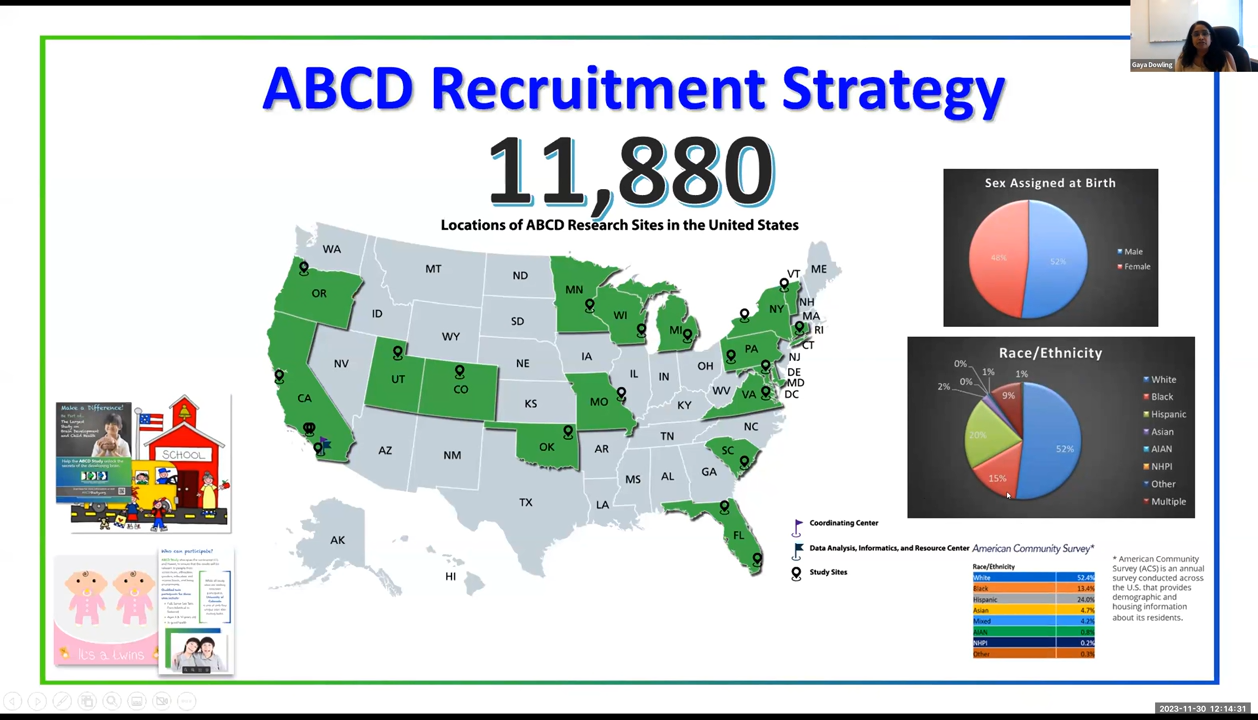 Gaya Dowling
ABCD Recruitment Strategy
11,880
Locations of ABCD Research Sites in the United States
WA
OR
CA
NV
ID
MT
WY
UT
CO
AZ
NM
ND
SD
NE
KS
OK
TX
MN
IA
MO
AR
LA
WI
IL
MI
IN
OH
KY
TN
MS
AL
GA
FL
SC
NC
VA
WV
PA
NY
VT
ME
NH
MA
RI
CT
NJ
DE
MD
DC
AK
HI
Coordinating Center
Data Analysis, Informatics, and Resource Center
Study Sites
Sex Assigned at Birth
48%
52%
Male
Female
Race/Ethnicity
0%
0%
1%
1%
2%
9%
20%
15%
52%
White
Black
Hispanic
Asian
AIAN
NHPI
Other
Multiple
Make a Difference!
SCHOOL
It's a twins
Who can participate?
American Community Survey*
Race/Ethnicity
White 52.4%
Black 13.4%
Hispanic 24.0%
Asian 4.7%
Mixed 4.2%
AIAN 0.8%
NHPI 0.2%
Other 0.3%
* American Community
Survey (ACS) is an annual
survey conducted across
the U.S. that provides
demographic and
housing information
about its residents.
2023-11-30 12:14:31